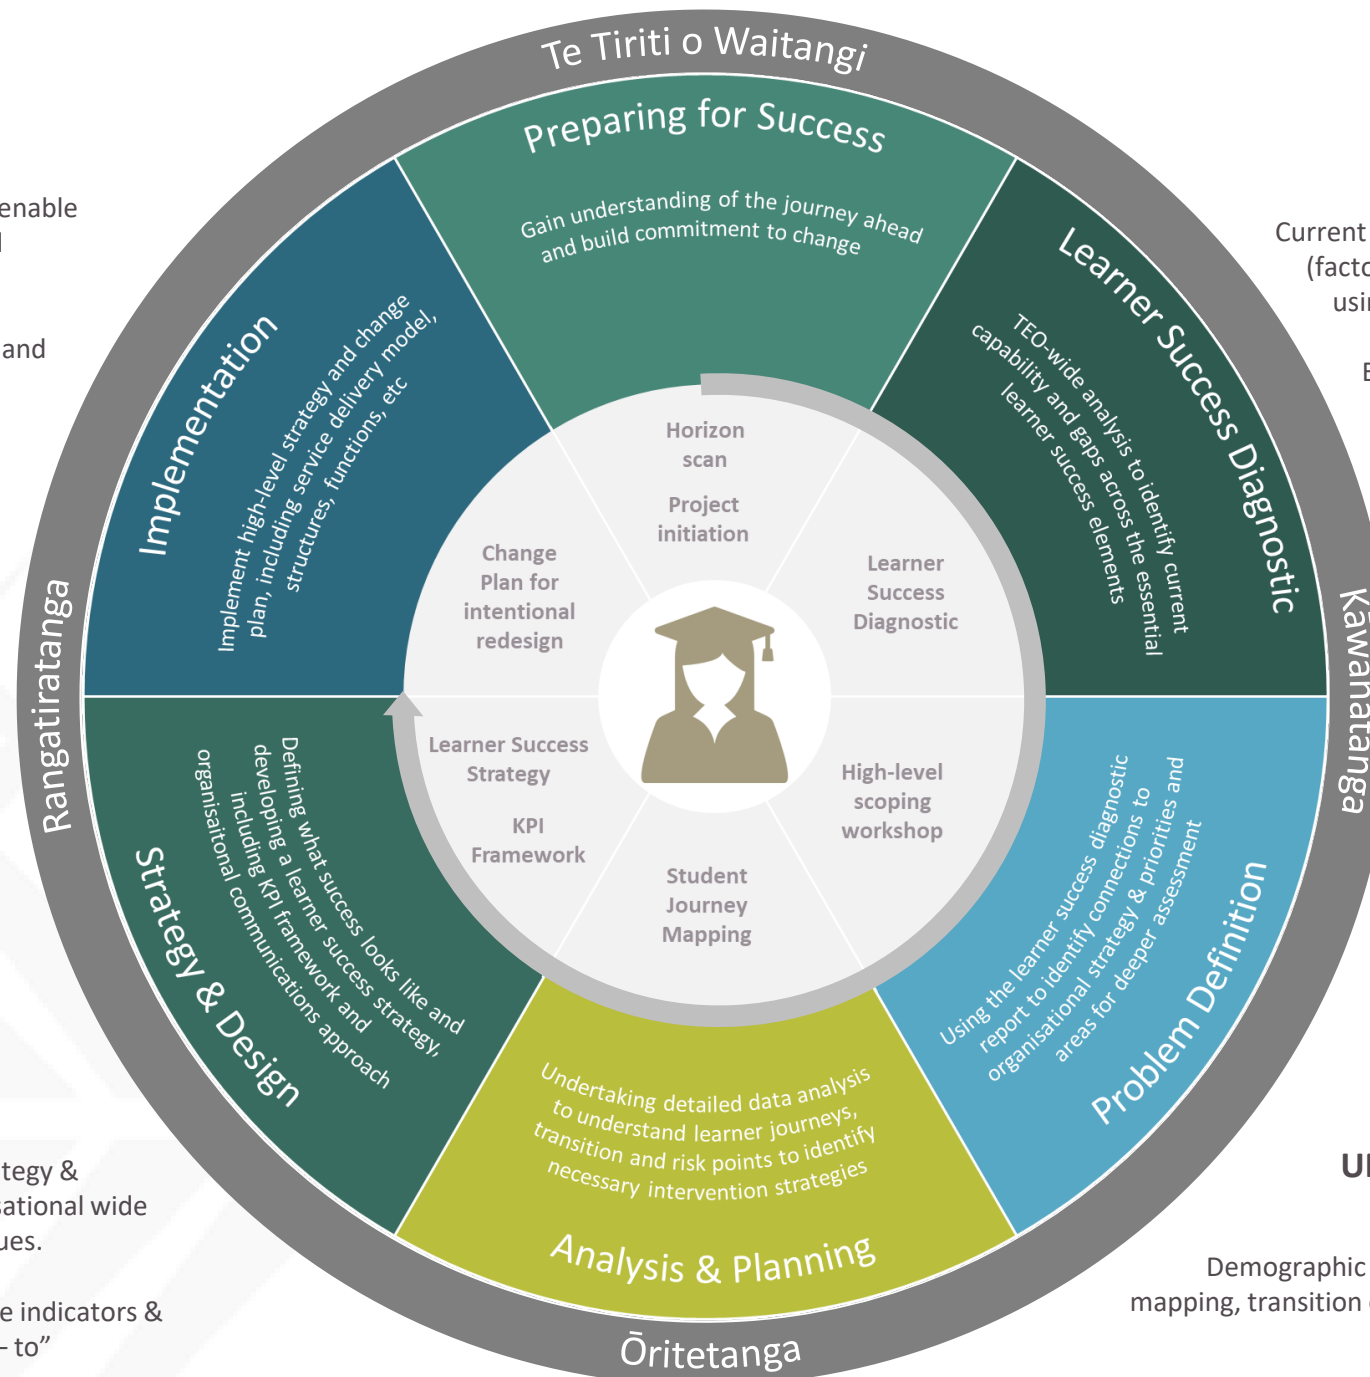 Te Tiriti o Waitangi
Preparing for Success
Gain understanding of the journey ahead
and build commitment to change
Learner Success Diagnostic
TEO-wide analysis to identify current
capability and gaps across the essential
learner success elements
Kāwanatanga
Problem Definition
Using the learner success diagnostic
report to identify connections to
organisational strategy & priorities and
areas for deeper assessment
Analysis & Planning
Undertaking detailed data analysis
to understand learner journeys,
transition and risk points to identify
necessary intervention strategies
Ōritetanga
Strategy & Design
Defining what success looks like and
developing a learner success strategy,
including KPI framework and
organisaitonal communications approach
Rangatiratanga
Implementation
Implement high-level strategy and change
plan, including service delivery model,
structures, functions, etc
Horizon
scan
Project
initiation
Learner
Success
Diagnostic
High-level
scoping
workshop
Student
Journey
Mapping
Learner Success
Strategy
KPI
Framework
Change
Plan for
intentional
redesign
enable
and
Current
(facto
usin
tegy &
sational wide
ues.
e indicators &
– to”
Demographic
mapping, transition